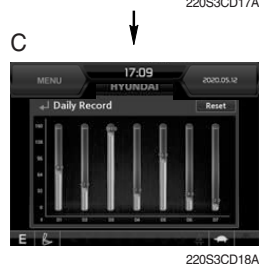 220S3CD17A
C
MENU
17:09
HYUNDAI
2020.05.12
Daily Record
Reset
E
220S3CD18A